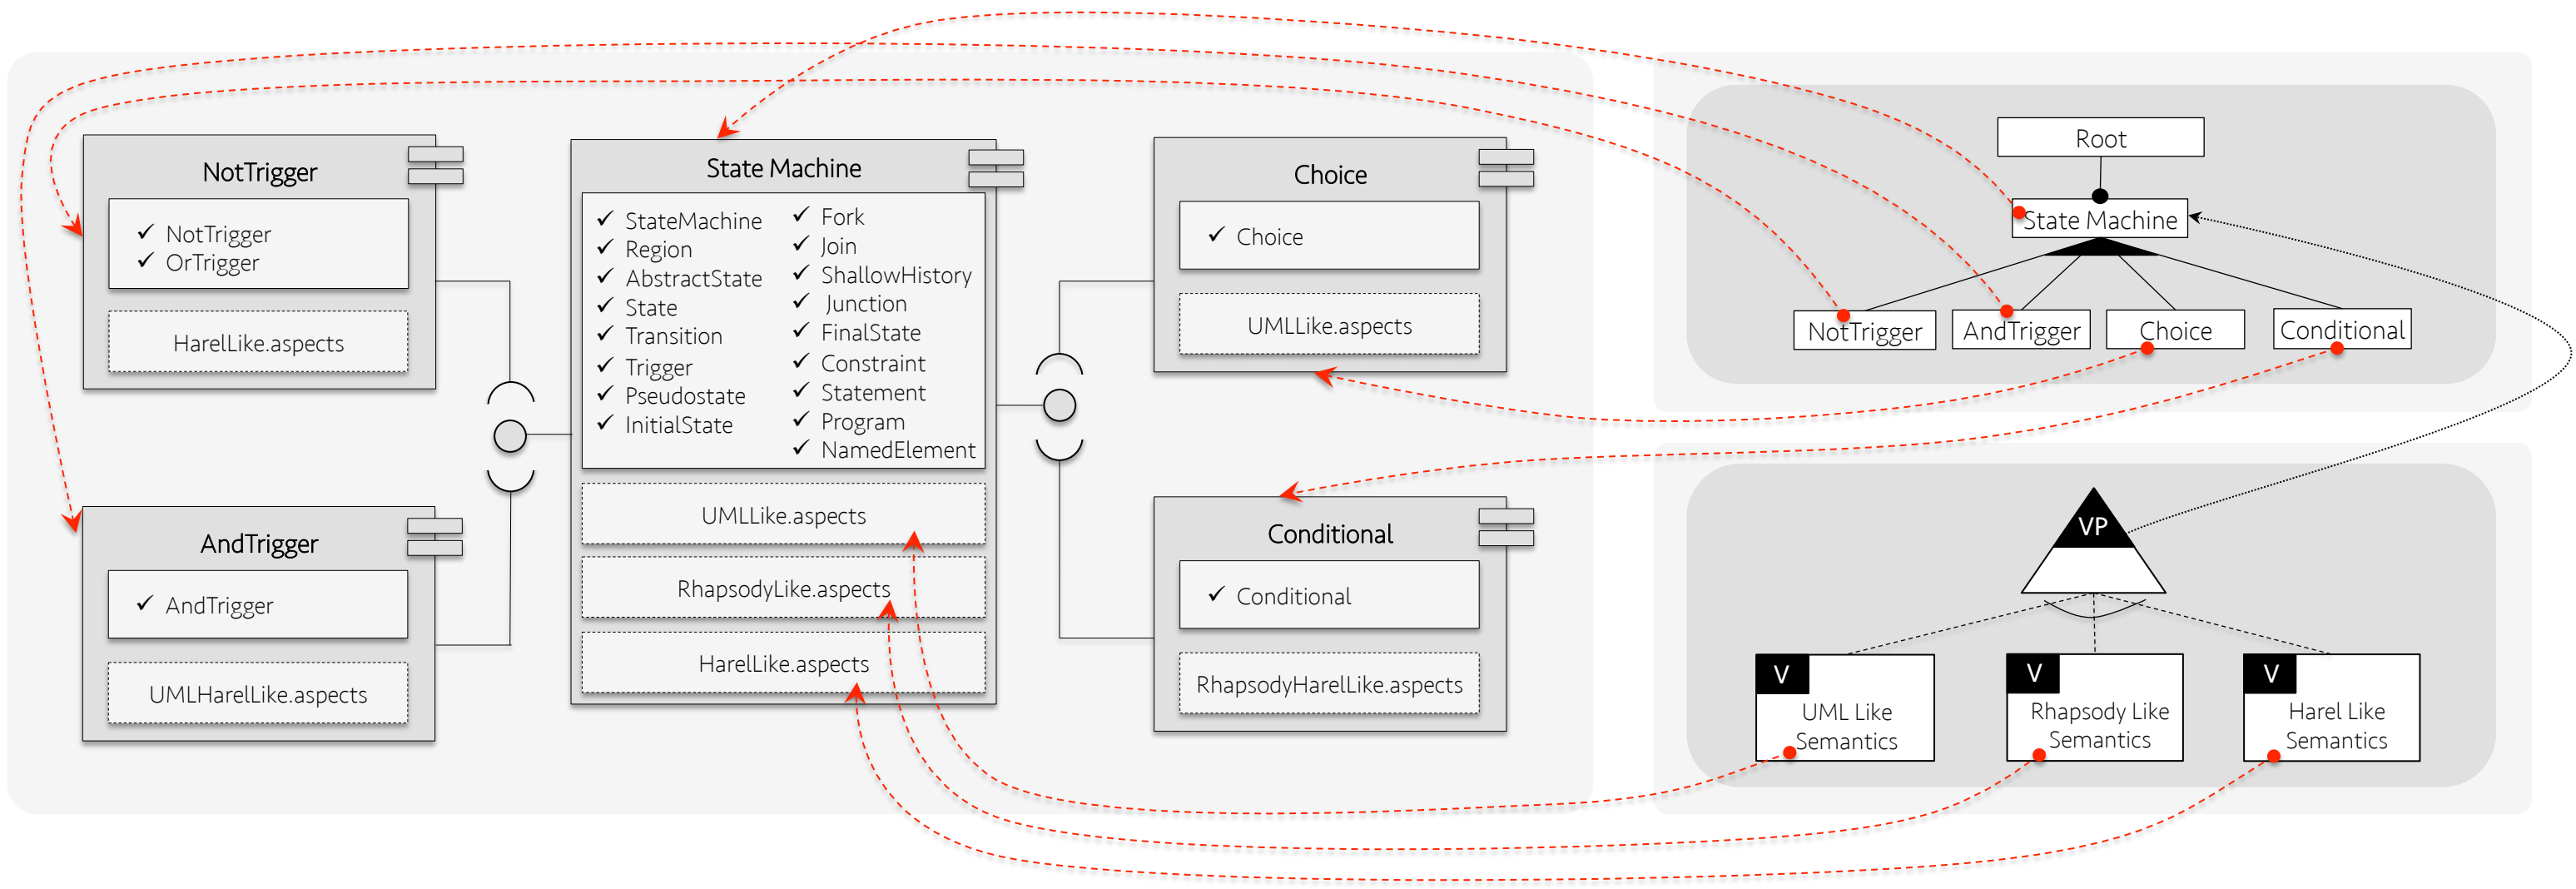 NotTrigger
NotTrigger
OrTrigger
HarelLike.aspects
AndTrigger
AndTrigger
UMLHarelLike.aspects
State Machine
StateMachine
Region
AbstractState
State
Transition
Trigger
Pseudostate
InitialState
Fork
Join
ShallowHistory
Junction
FinalState
Constraint
Statement
Program
NamedElement
UMLLike.aspects
RhapsodyLike.aspects
HarelLike.aspects
Choice
Choice
UMLLike.aspects
Conditional
Conditional
RhapsodyHarelLike.aspects
Root
State Machine
NotTrigger
AndTrigger
Choice
Conditional
VP
V
UML Like
Semantics
V
Rhapsody Like
Semantics
V
Harel Like
Semantics